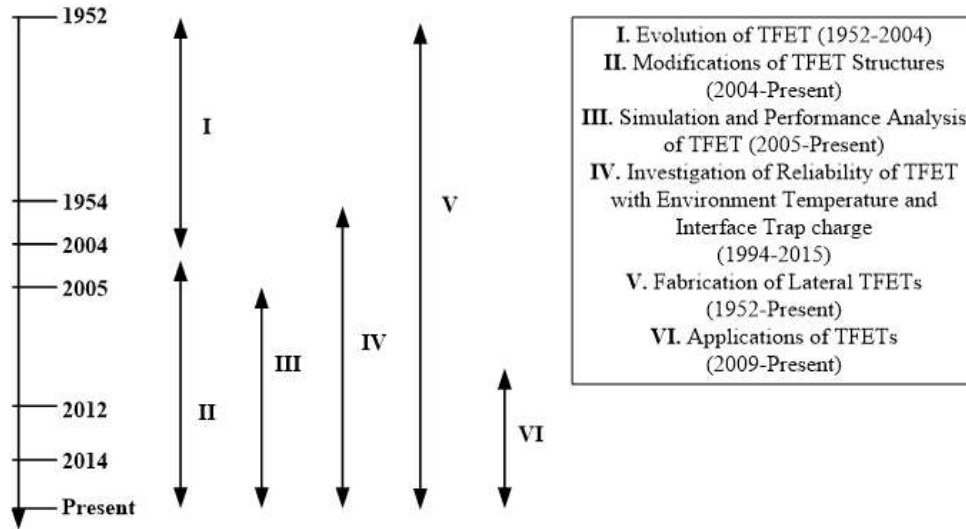 1952
I
1954
V
2004
2005
IV
III
2012
II
VI
2014
Present
I. Evolution of TFET (1952-2004)
II. Modifications of TFET Structures
(2004-Present)
III. Simulation and Performance Analysis
of TFET (2005-Present)
IV. Investigation of Reliability of TFET
with Environment Temperature and
Interface Trap charge
(1994-2015)
V. Fabrication of Lateral TFETs
(1952-Present)
VI. Applications of TFETs
(2009-Present)